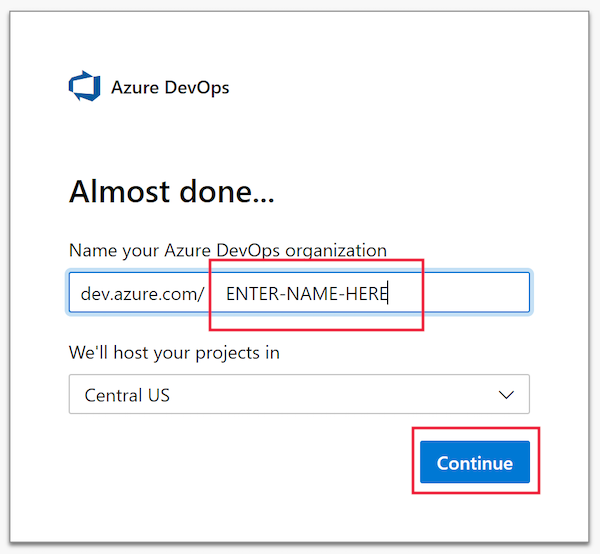 Azure DevOps
Almost done...
Name your Azure DevOps organization
dev.azure.com/ ENTER-NAME-HERE
We'll host your projects in
Central US
Continue